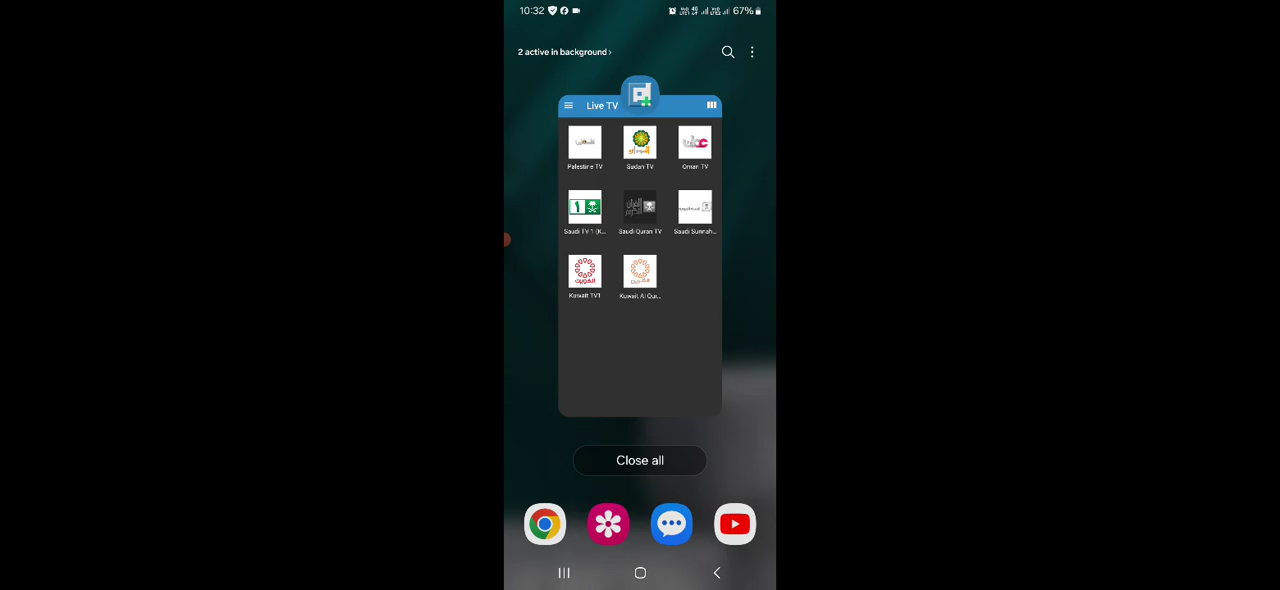 10:32
67%
2 active in background ›
Live TV
Palestine TV
Sudan TV
Oman TV
Saudi TV 1 (K...
Saudi Quran TV
Saudi Sunnah...
Kuwait TV1
Kuwait Al Qur...
Close all